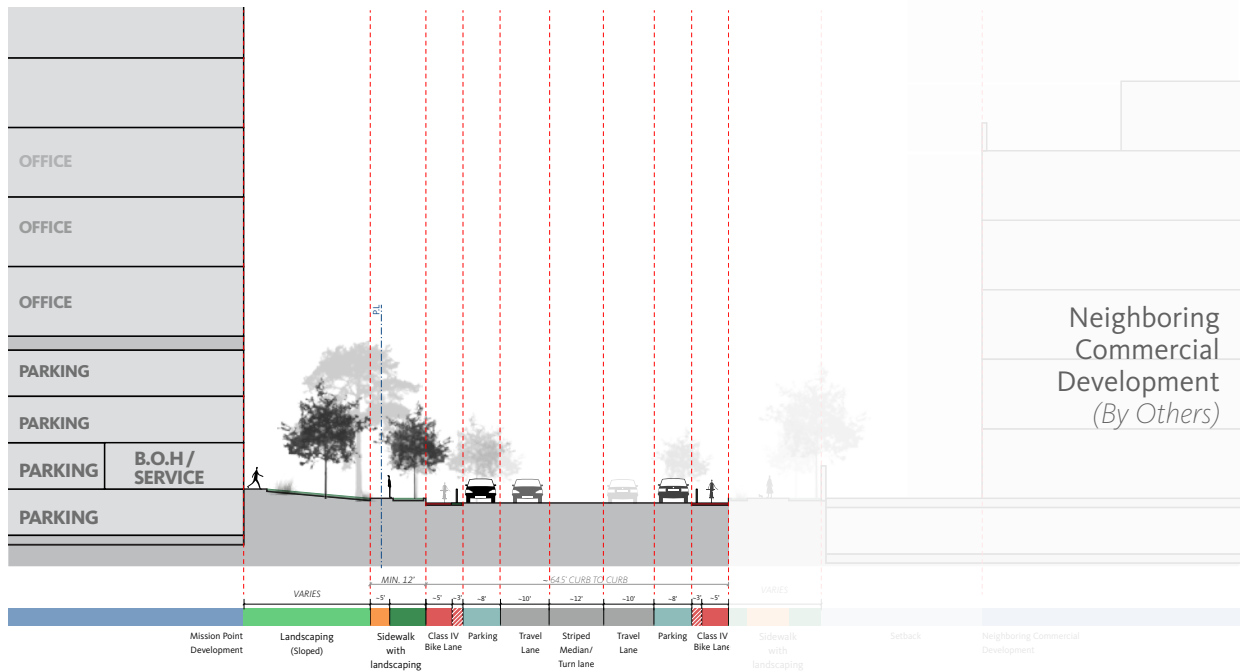 OFFICE
OFFICE
OFFICE
PARKING
PARKING
PARKING
B.O.H /
SERVICE
PARKING
P.L.
Neighboring
Commercial
Development
(By Others)
MIN. 12'
~64.5' CURB TO CURB
VARIES
~5'
~5'
~3'
~8'
~10'
~12'
~10'
~8'
~3'
~5'
VARIES
Mission Point
Development
Landscaping
(Sloped)
Sidewalk
with
landscaping
Class IV
Bike Lane
Parking
Travel
Lane
Striped
Median/
Turn lane
Travel
Lane
Parking
Class IV
Bike Lane
Sidewalk
with
landscaping
Setback
Neighboring Commercial
Development